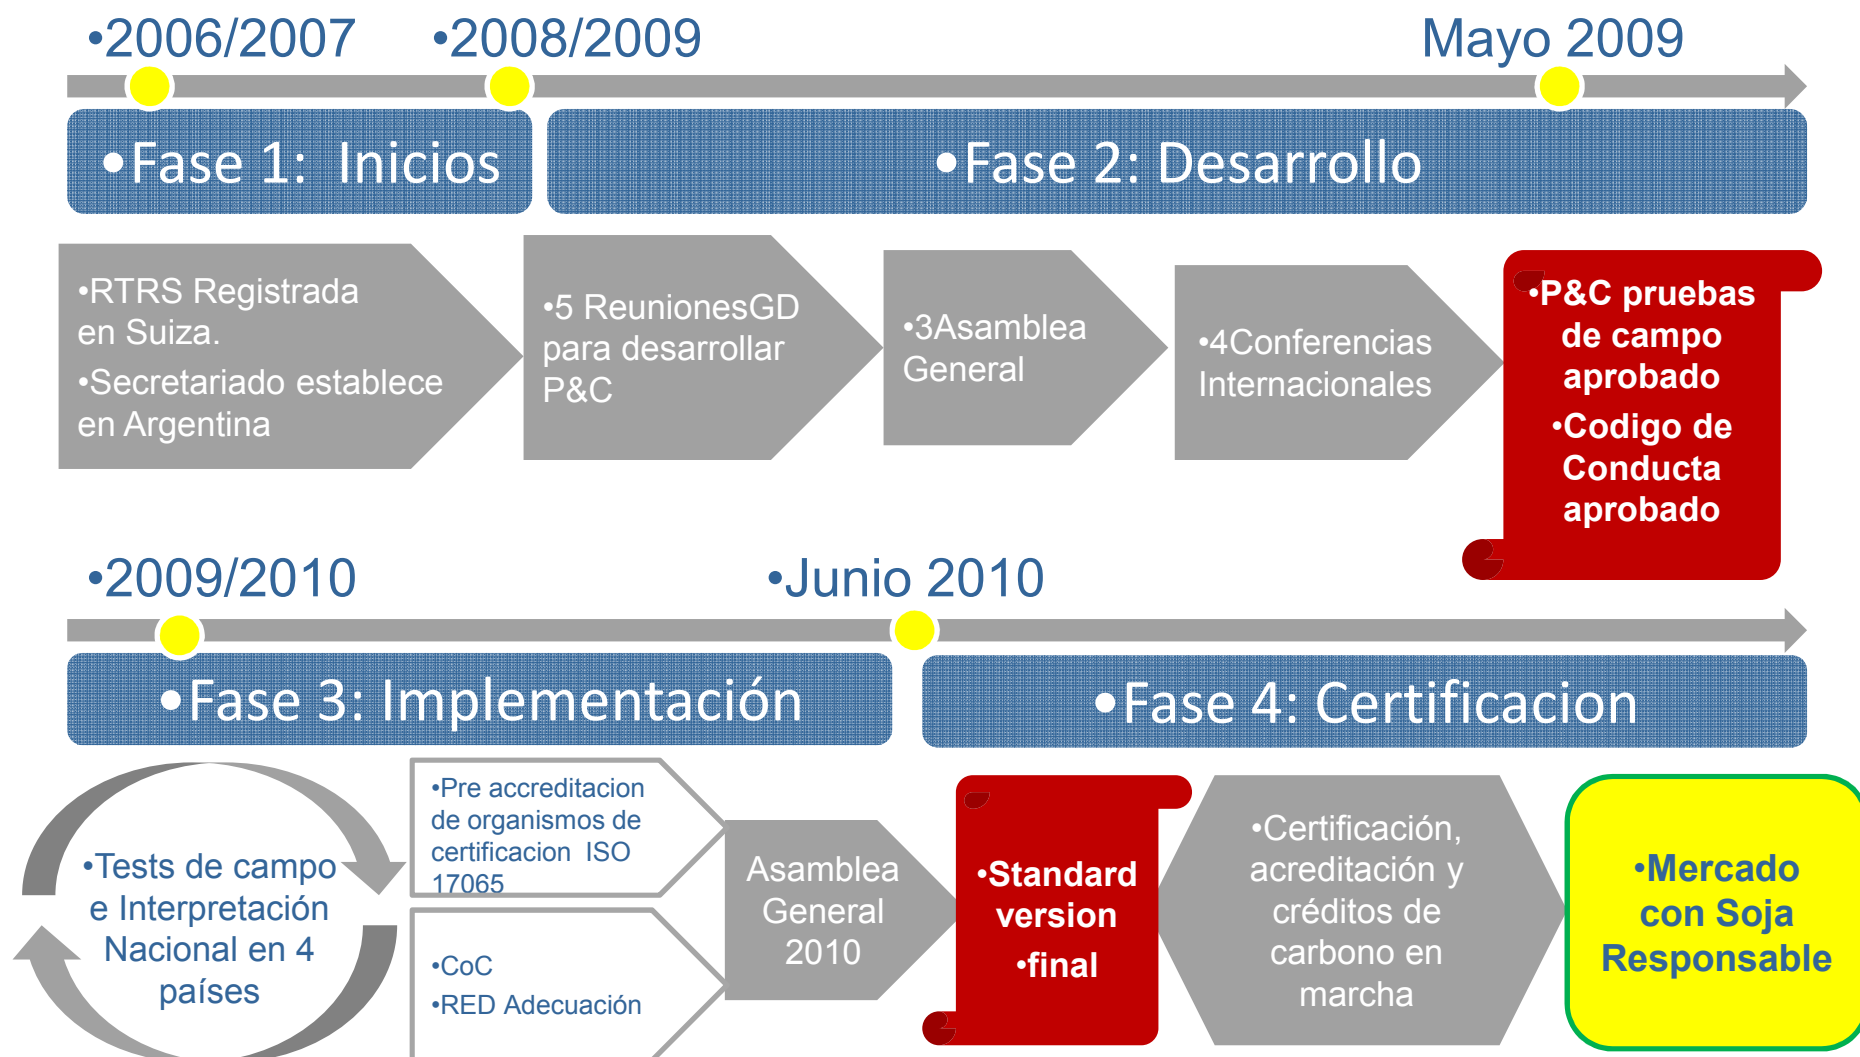 •2006/2007
•2008/2009
Mayo 2009
•Fase 1:  Inicios
•Fase 2: Desarrollo
•RTRS Registrada
en Suiza.
•Secretariado establece
en Argentina
•5 ReunionesGD
para desarrollar
P&C
•3Asamblea
General
•4Conferencias
Internacionales
•P&C pruebas
de campo
aprobado
•Codigo de
Conducta
aprobado
•2009/2010
•Junio 2010
•Fase 3: Implementación
•Fase 4: Certificacion
•Tests de campo
e Interpretación
Nacional en 4
países
•Pre accreditacion
de organismos de
certificacion  ISO
17065
•CoC
•RED Adecuación
Asamblea
General
2010
•Standard
version
•final
•Certificación,
acreditación y
créditos de
carbono en
marcha
•Mercado
con Soja
Responsable